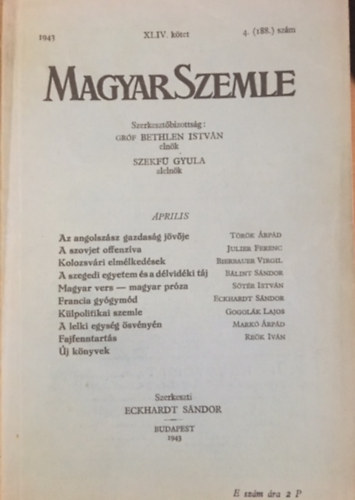 1943 XLIV. kötet 4. (188.) szám
MAGYAR SZEMLE
Szerkesztőbizottság:
GRÓF BETHLEN ISTVÁN
elnök
SZEKFŰ GYULA
alelnök
ÁPRILIS
Az angolszász gazdaság jövője TÖRÖK ÁRPÁD
A szovjet offenzíva JULIER FERENC
Kolozsvári elmélkedések BIERBAUER VIRGIL
A szegedi egyetem és a délvidéki táj BÁLINT SÁNDOR
Magyar vers — magyar próza SŐTÉR ISTVÁN
Francia gyógymód ECKHARDT SÁNDOR
Külpolitikai szemle GOGOLÁK LAJOS
A lelki egység ösvényén MARKÓ ÁRPÁD
Fajfenntartás REÖK IVÁN
Új könyvek
Szerkeszti
ECKHARDT SÁNDOR
BUDAPEST
1943
E szám ára 2 P